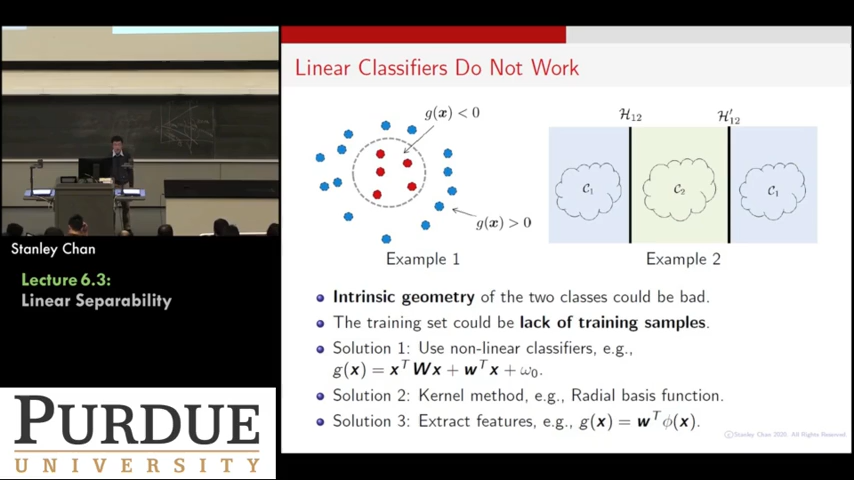 Linear Classifiers Do Not Work
g(x) < 0
g(x) > 0
Example 1
H12
H′12
C1
C2
C1
Example 2
• Intrinsic geometry of the two classes could be bad.
• The training set could be lack of training samples.
• Solution 1: Use non-linear classifiers, e.g.,
g(x) = x^T Wx + w^T x + ω0.
• Solution 2: Kernel method, e.g., Radial basis function.
• Solution 3: Extract features, e.g., g(x) = w^T ϕ(x).
©Stanley Chan 2020. All Rights Reserved
Stanley Chan
Lecture 6.3:
Linear Separability
PURDUE
UNIVERSITY